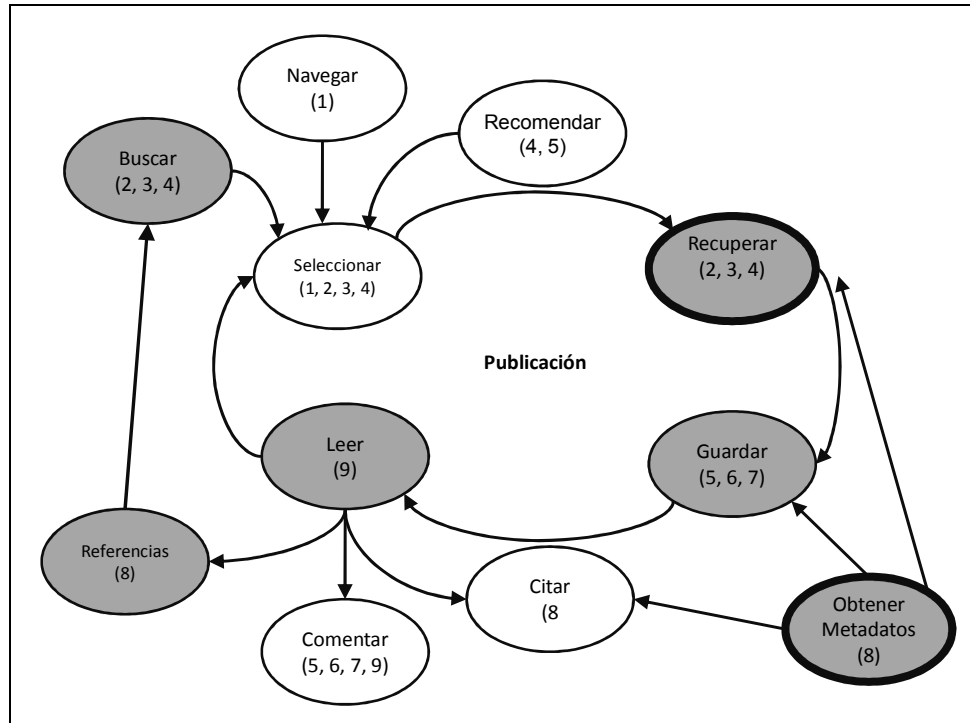 Navegar
(1)
Recomendar
(4, 5)
Buscar
(2, 3, 4)
Seleccionar
(1, 2, 3, 4)
Recuperar
(2, 3, 4)
Publicación
Leer
(9)
Guardar
(5, 6, 7)
Referencias
(8)
Citar
(8
Comentar
(5, 6, 7, 9)
Obtener
Metadatos
(8)